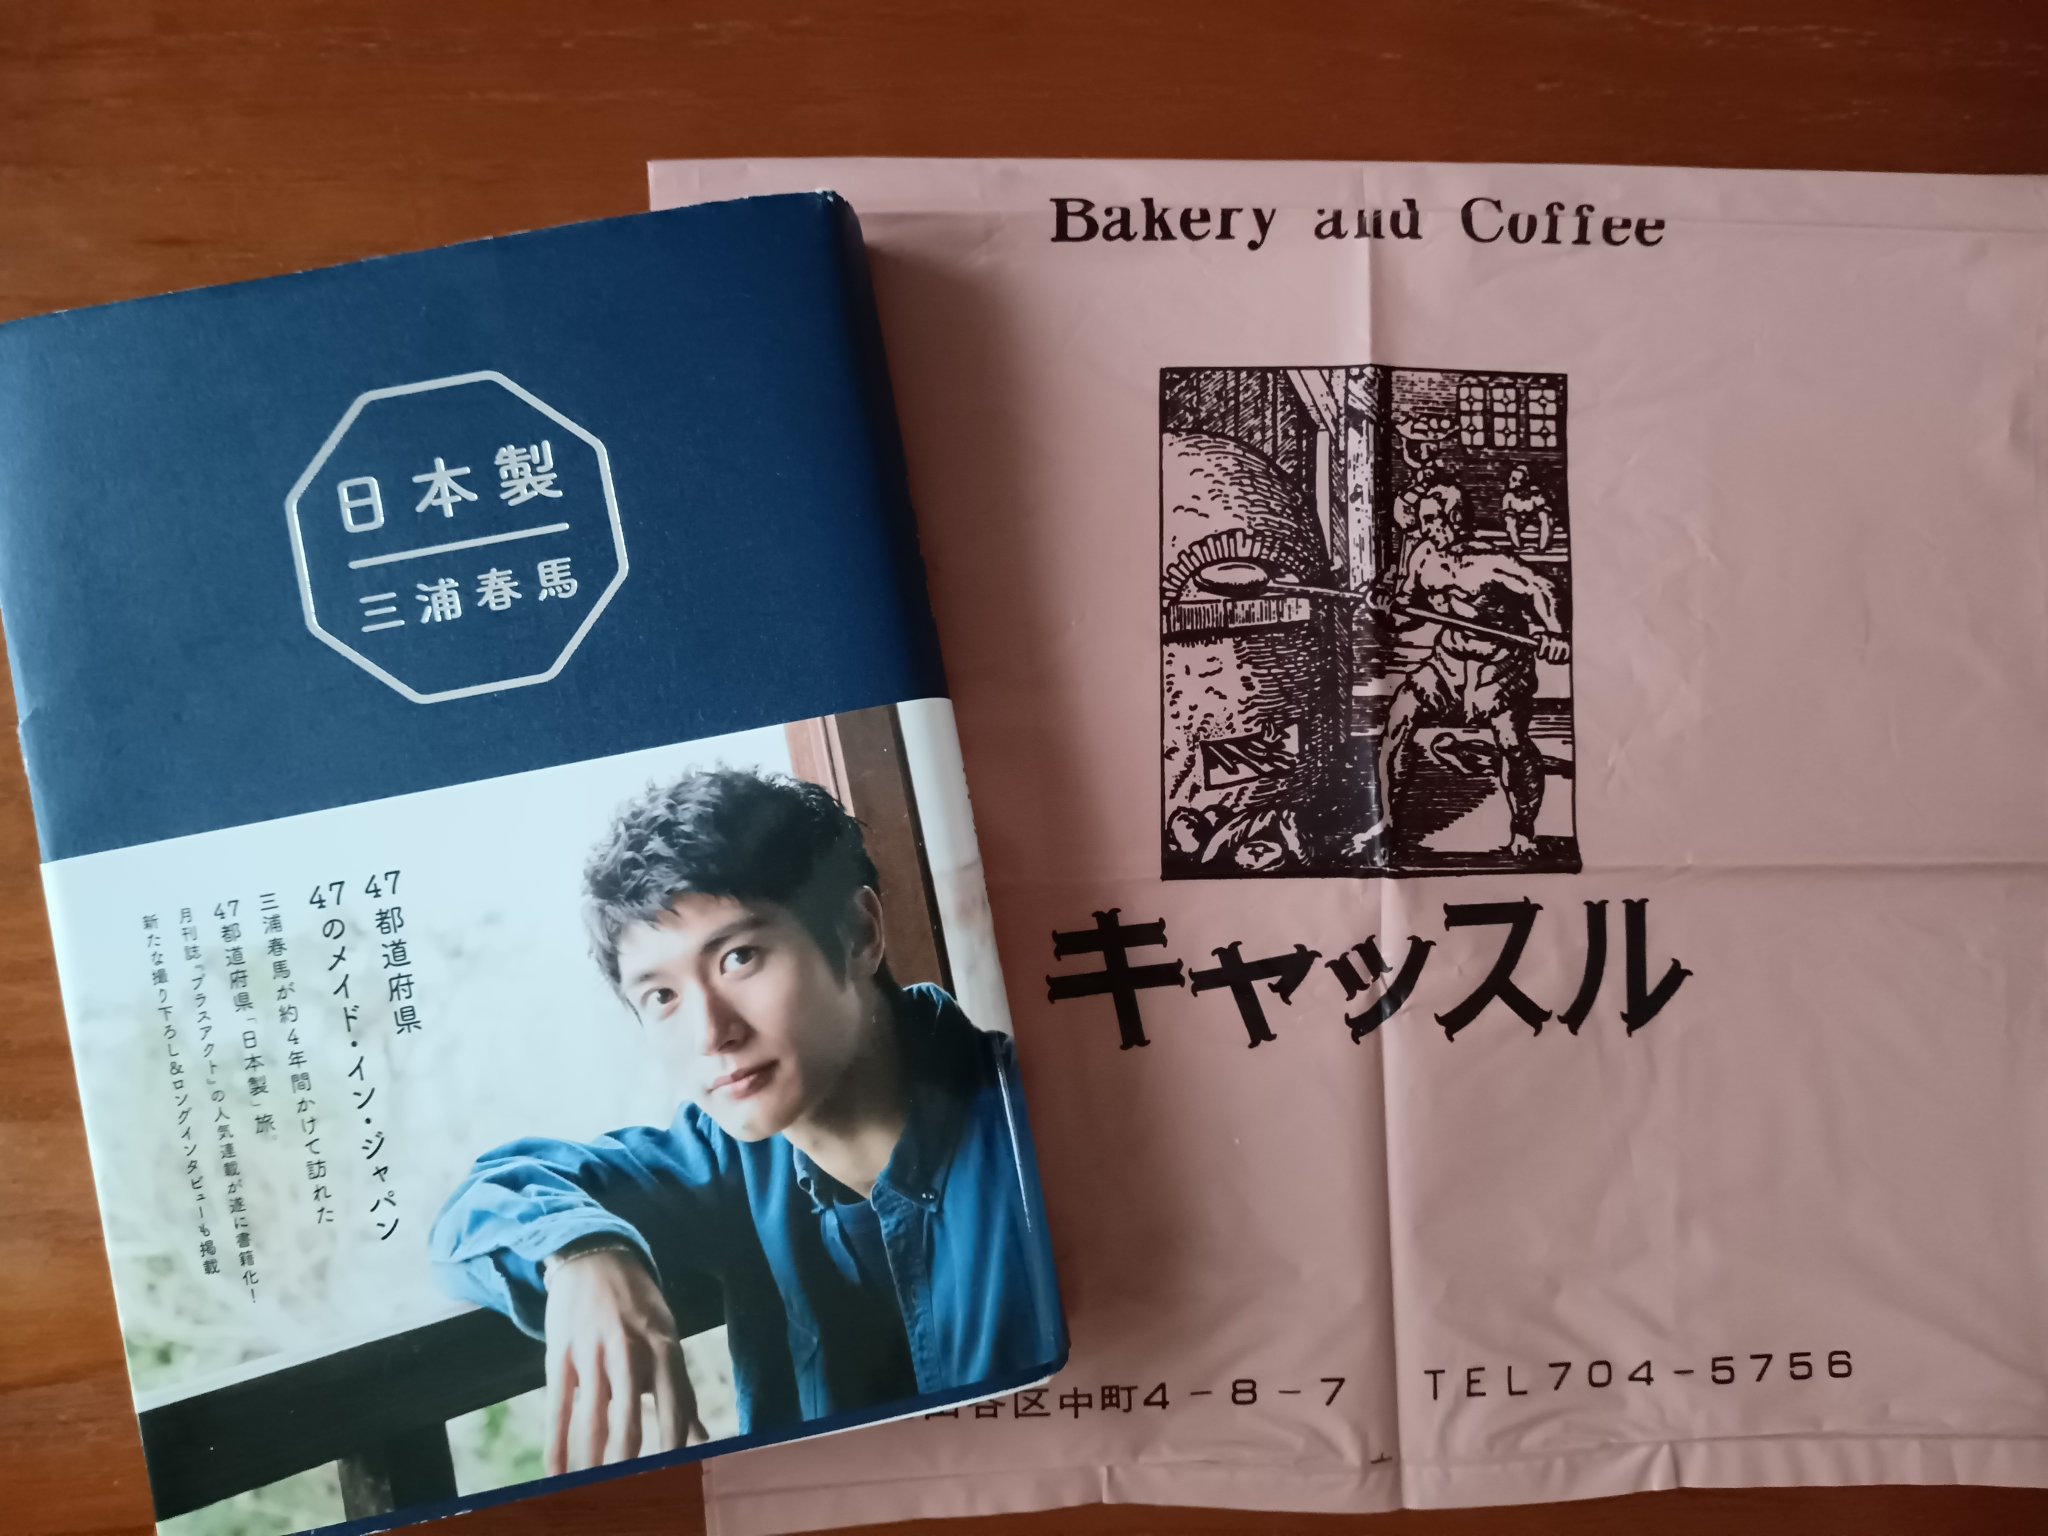 日本製
三浦春馬
47都道府県
47のメイド・イン・ジャパン
三浦春馬が約4年間かけて訪れた
47都道府県「日本製」旅。
月刊誌『プラスアクト』の人気連載が遂に書籍化!
新たな撮り下ろし&ロングインタビューも掲載
Bakery and Coffee
キャッスル
田谷区中町4-8-7 TEL704-5756